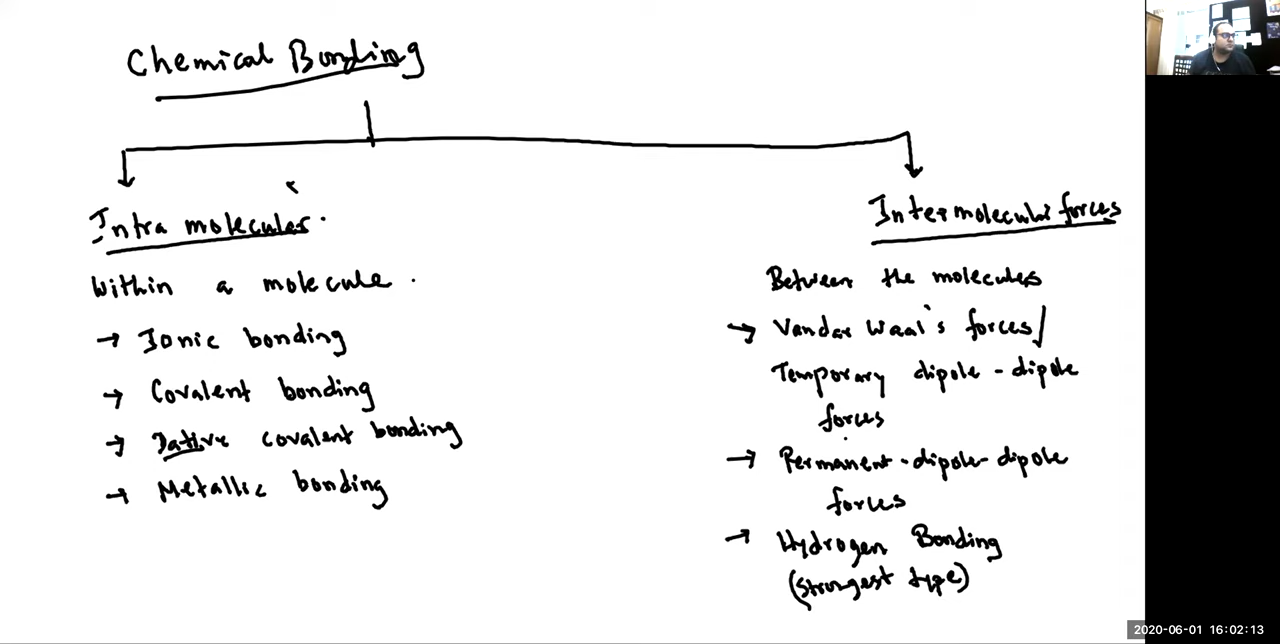 Chemical Bonding
Intra molecular.
Within a molecule.
→ Ionic bonding
→ Covalent bonding
→ Dative covalent bonding
→ Metallic bonding
Intermolecular forces
Between the molecules
→ Vandar Waal's forces/
Temporary dipole - dipole
forces
→ Permanent - dipole - dipole
forces
→ Hydrogen Bonding
(strongest type)
2020-06-01 16:02:13